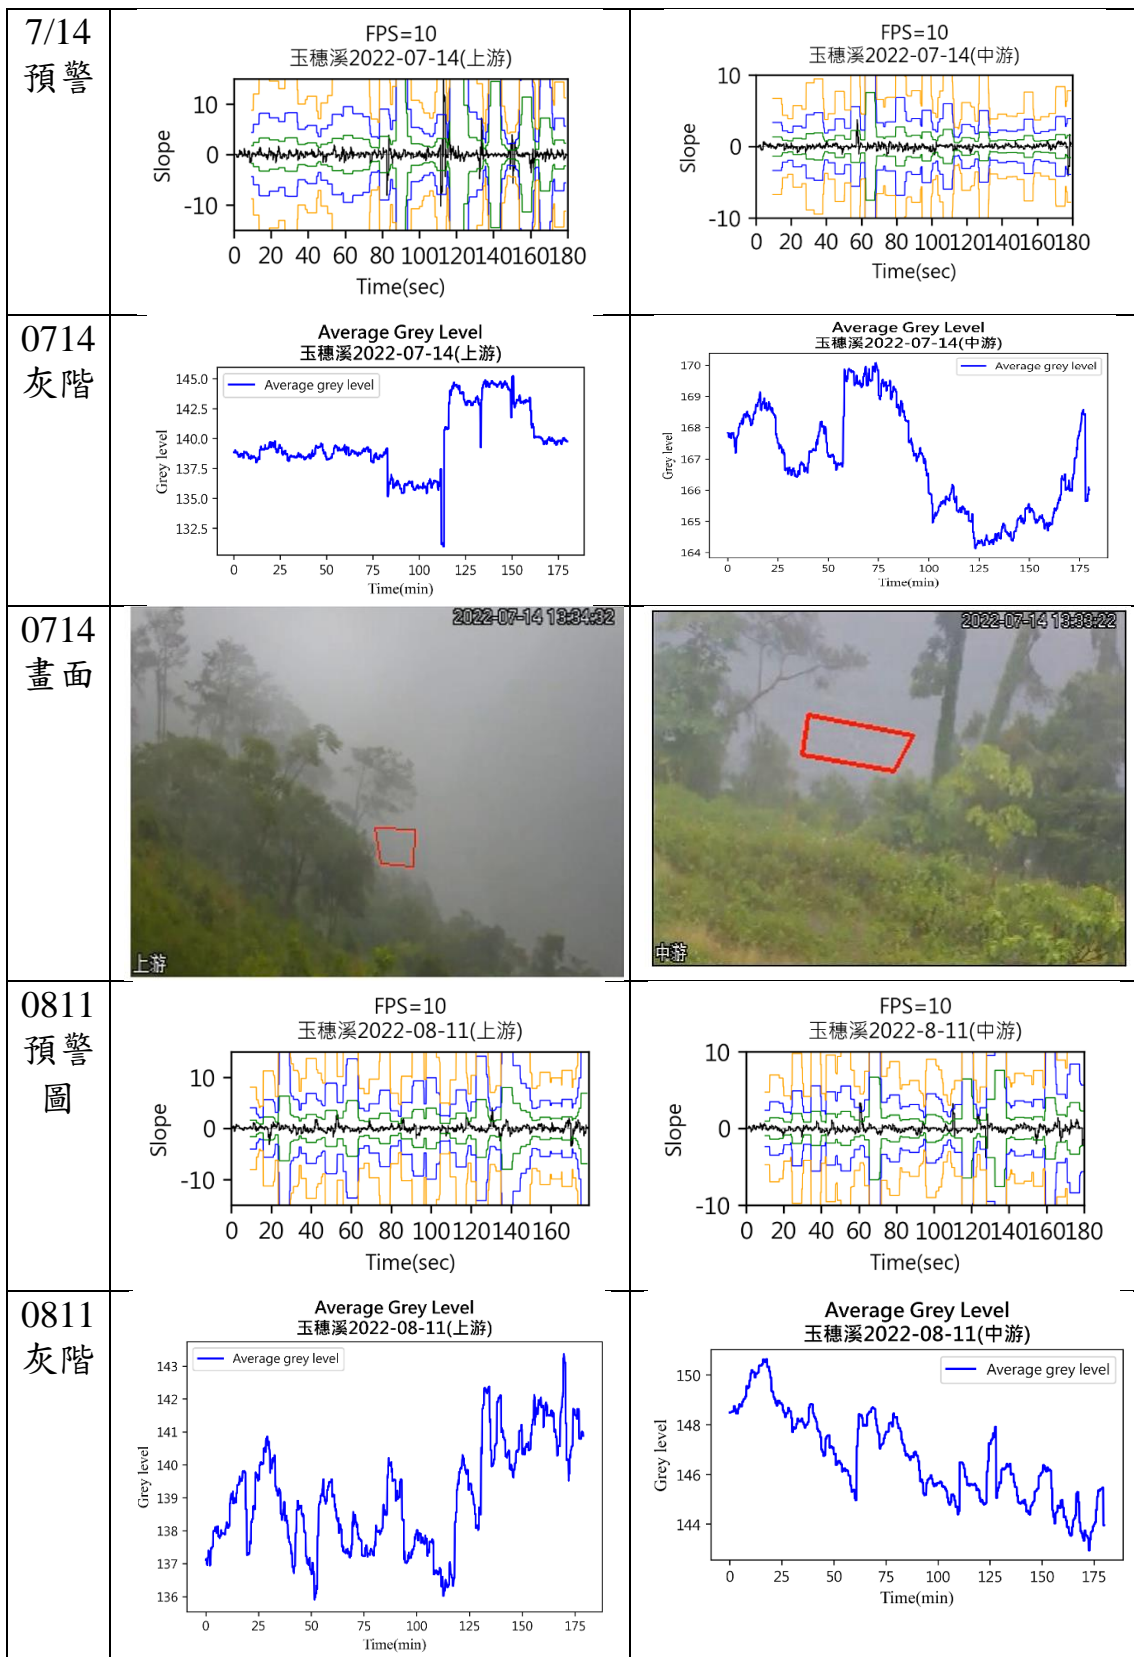 7/14
預警
FPS=10
玉穗溪2022-07-14(上游)
Slope
10
0
-10
0 20 40 60 80 100120140160180
Time(sec)
FPS=10
玉穗溪2022-07-14(中游)
Slope
10
0
-10
0 20 40 60 80 100120140160180
Time(sec)
0714
灰階
Average Grey Level
玉穗溪2022-07-14(上游)
Average grey level
Grey level
145.0
142.5
140.0
137.5
135.0
132.5
0 25 50 75 100 125 150 175
Time(min)
Average Grey Level
玉穗溪2022-07-14(中游)
Average grey level
Grey level
170
169
168
167
166
165
164
0 25 50 75 100 125 150 175
Time(min)
0714
畫面
2022-07-14 13:34:32
上游
2022-07-14 13:33:22
中游
0811
預警
圖
FPS=10
玉穗溪2022-08-11(上游)
Slope
10
0
-10
0 20 40 60 80 100120140160
Time(sec)
FPS=10
玉穗溪2022-8-11(中游)
Slope
10
0
-10
0 20 40 60 80 100120140160180
Time(sec)
0811
灰階
Average Grey Level
玉穗溪2022-08-11(上游)
Average grey level
Grey level
143
142
141
140
139
138
137
136
0 25 50 75 100 125 150 175
Time(min)
Average Grey Level
玉穗溪2022-08-11(中游)
Average grey level
Grey level
150
148
146
144
0 25 50 75 100 125 150 175
Time(min)